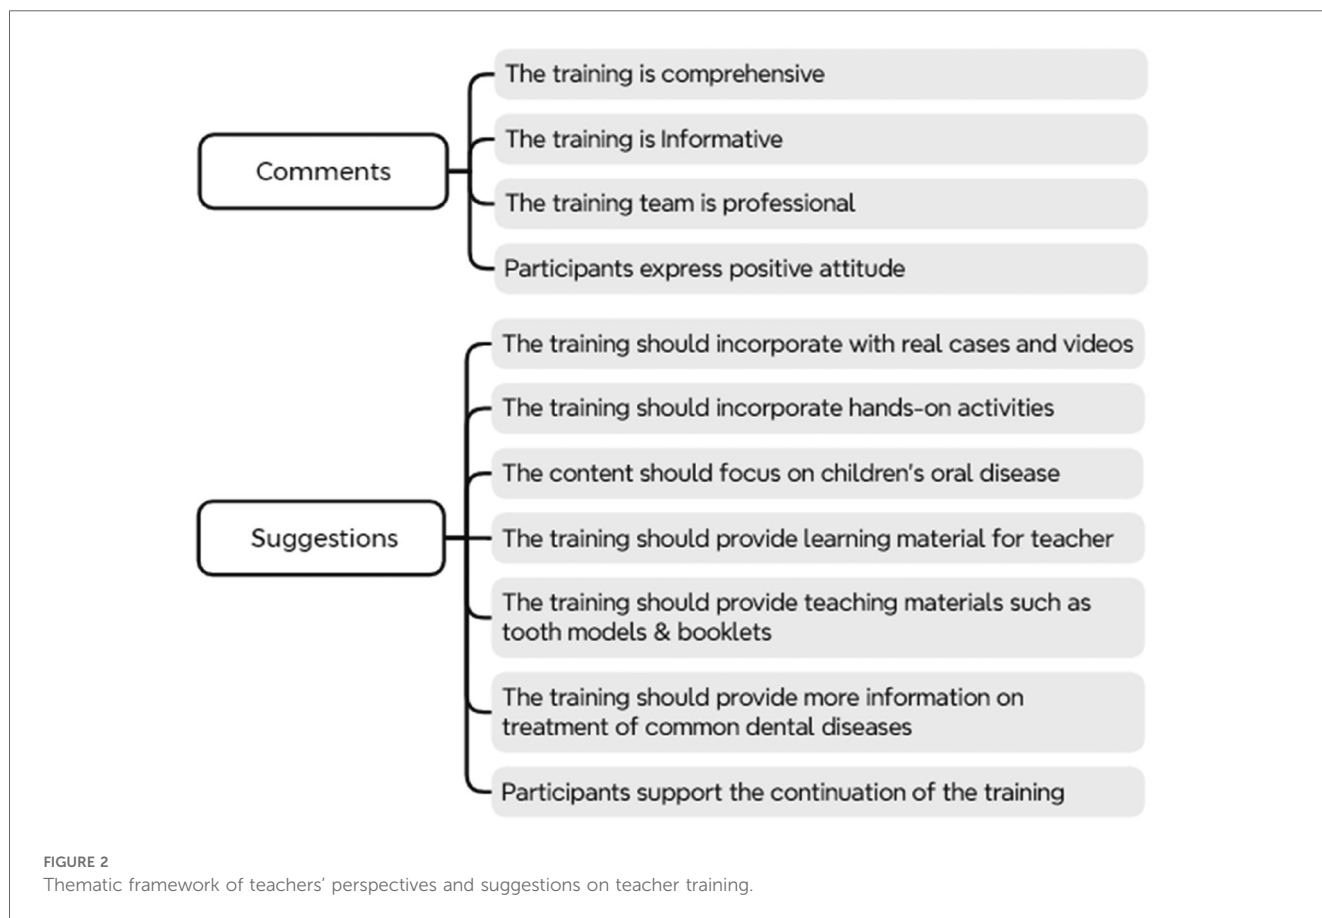 Comments
The training is comprehensive
The training is Informative
The training team is professional
Participants express positive attitude
Suggestions
The training should incorporate with real cases and videos
The training should incorporate hands-on activities
The content should focus on children's oral disease
The training should provide learning material for teacher
The training should provide teaching materials such as
tooth models & booklets
The training should provide more information on
treatment of common dental diseases
Participants support the continuation of the training
FIGURE 2
Thematic framework of teachers' perspectives and suggestions on teacher training.